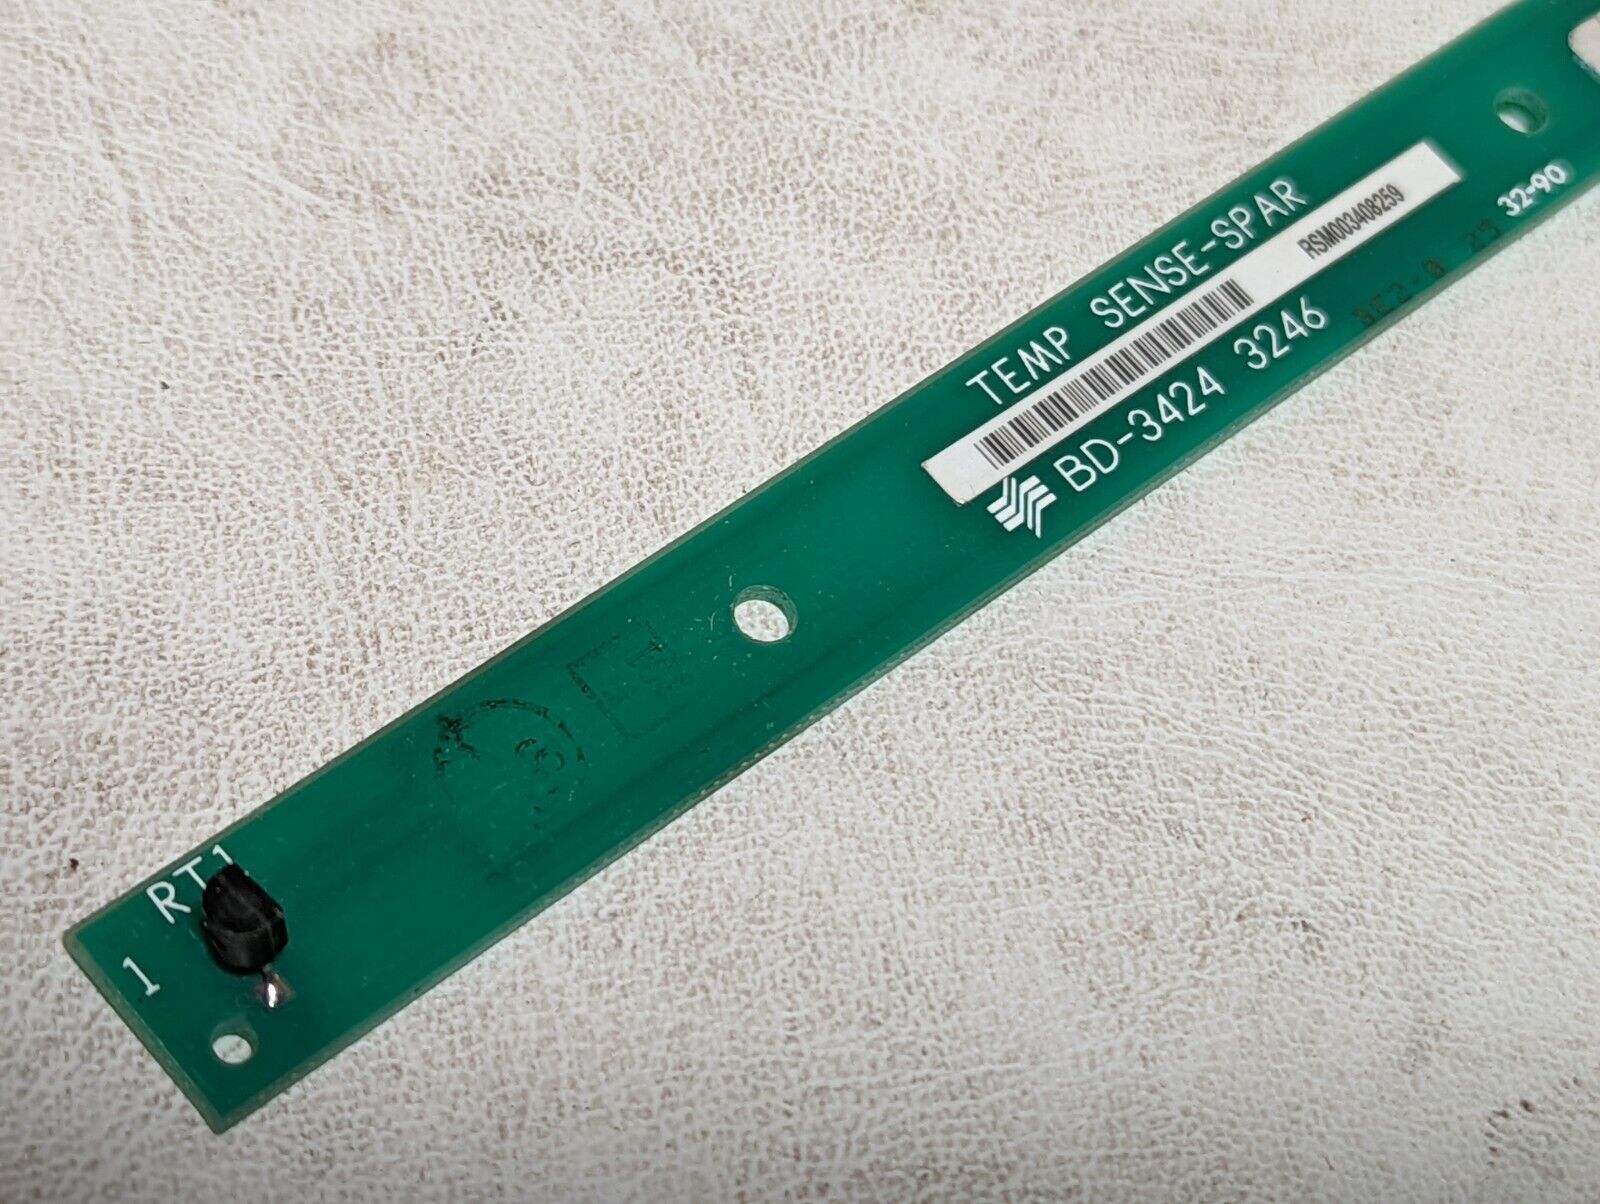 TEMP SENSE-SPAR
RSM003408259
BD-3424 3246
32-90
RT1
1